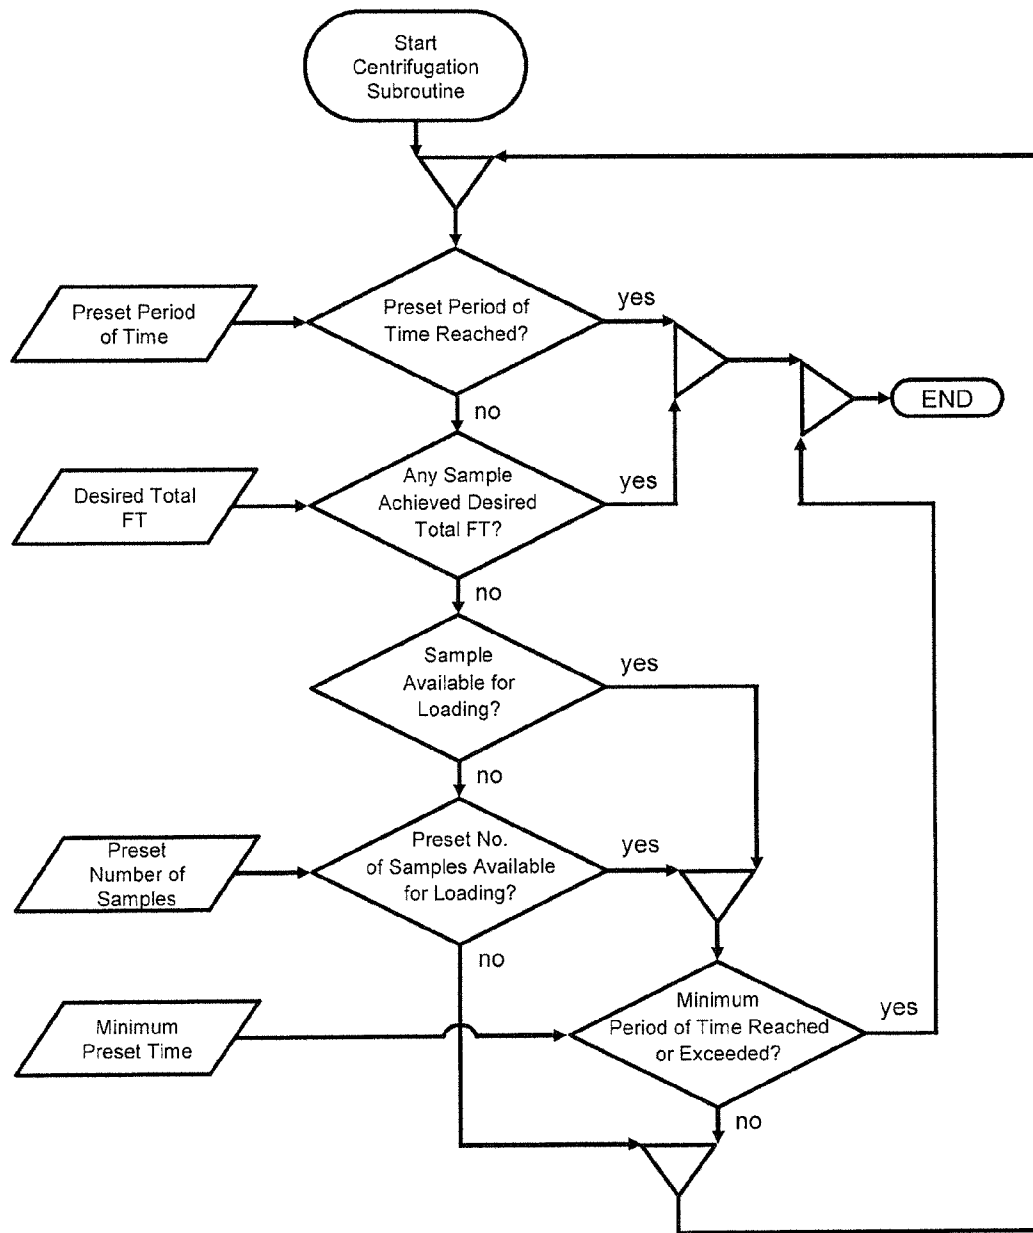 Start
Centrifugation
Subroutine
Preset Period
of Time
Preset Period of
Time Reached?
yes
END
no
Desired Total
FT
Any Sample
Achieved Desired
Total FT?
yes
no
Sample
Available for
Loading?
yes
no
Preset
Number of
Samples
Preset No.
of Samples Available
for Loading?
yes
no
Minimum
Preset Time
Minimum
Period of Time Reached
or Exceeded?
yes
no